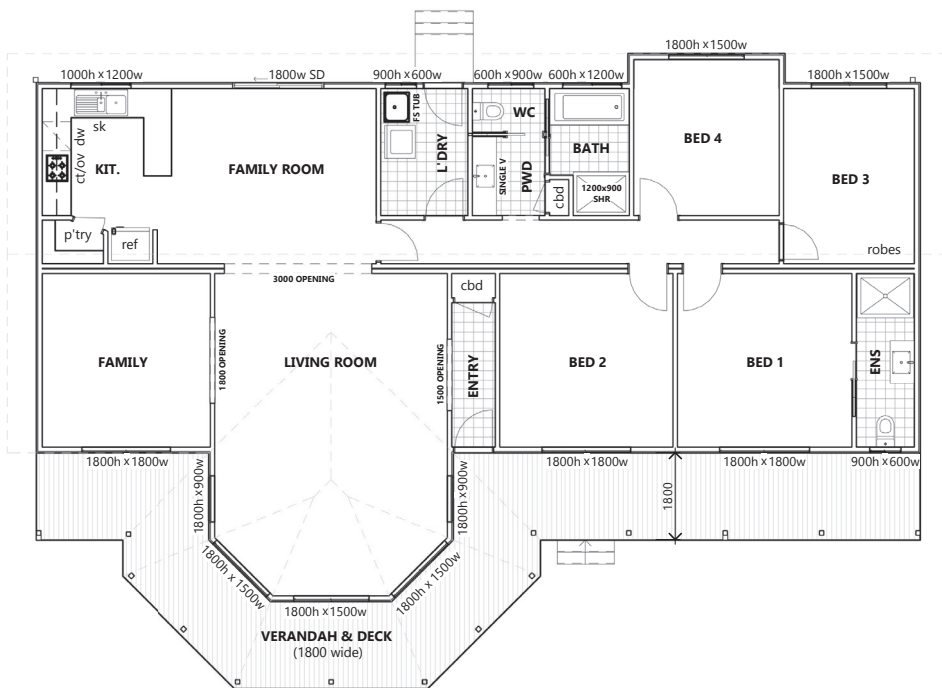 1800h x 1500w
1000h x 1200w
1800w SD
900h x 600w
600h x 900w
600h x 1200w
1800h x 1500w
sk
dw
ct/ov
KIT.
FAMILY ROOM
FS TUB
L'DRY
WC
SINGLE V
PWD
BATH
cbd
1200x900
SHR
BED 4
BED 3
p'try
ref
robes
3000 OPENING
cbd
FAMILY
1800 OPENING
LIVING ROOM
1500 OPENING
ENTRY
BED 2
BED 1
ENS
1800h x 1800w
1800h x 900w
1800h x 900w
1800h x 1800w
1800h x 1800w
900h x 600w
1800
1800h x 1500w
1800h x 1500w
1800h x 1500w
VERANDAH & DECK
(1800 wide)